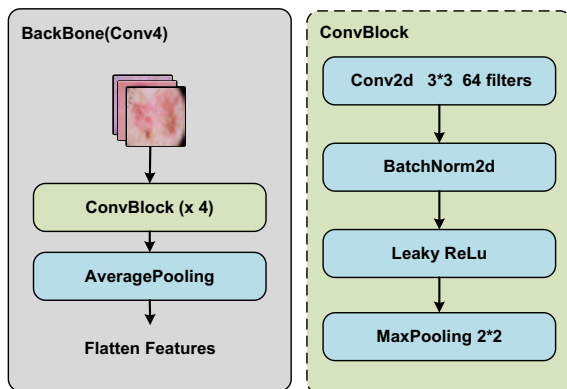 BackBone(Conv4)
ConvBlock (x 4)
AveragePooling
Flatten Features
ConvBlock
Conv2d 3*3 64 filters
BatchNorm2d
Leaky ReLu
MaxPooling 2*2